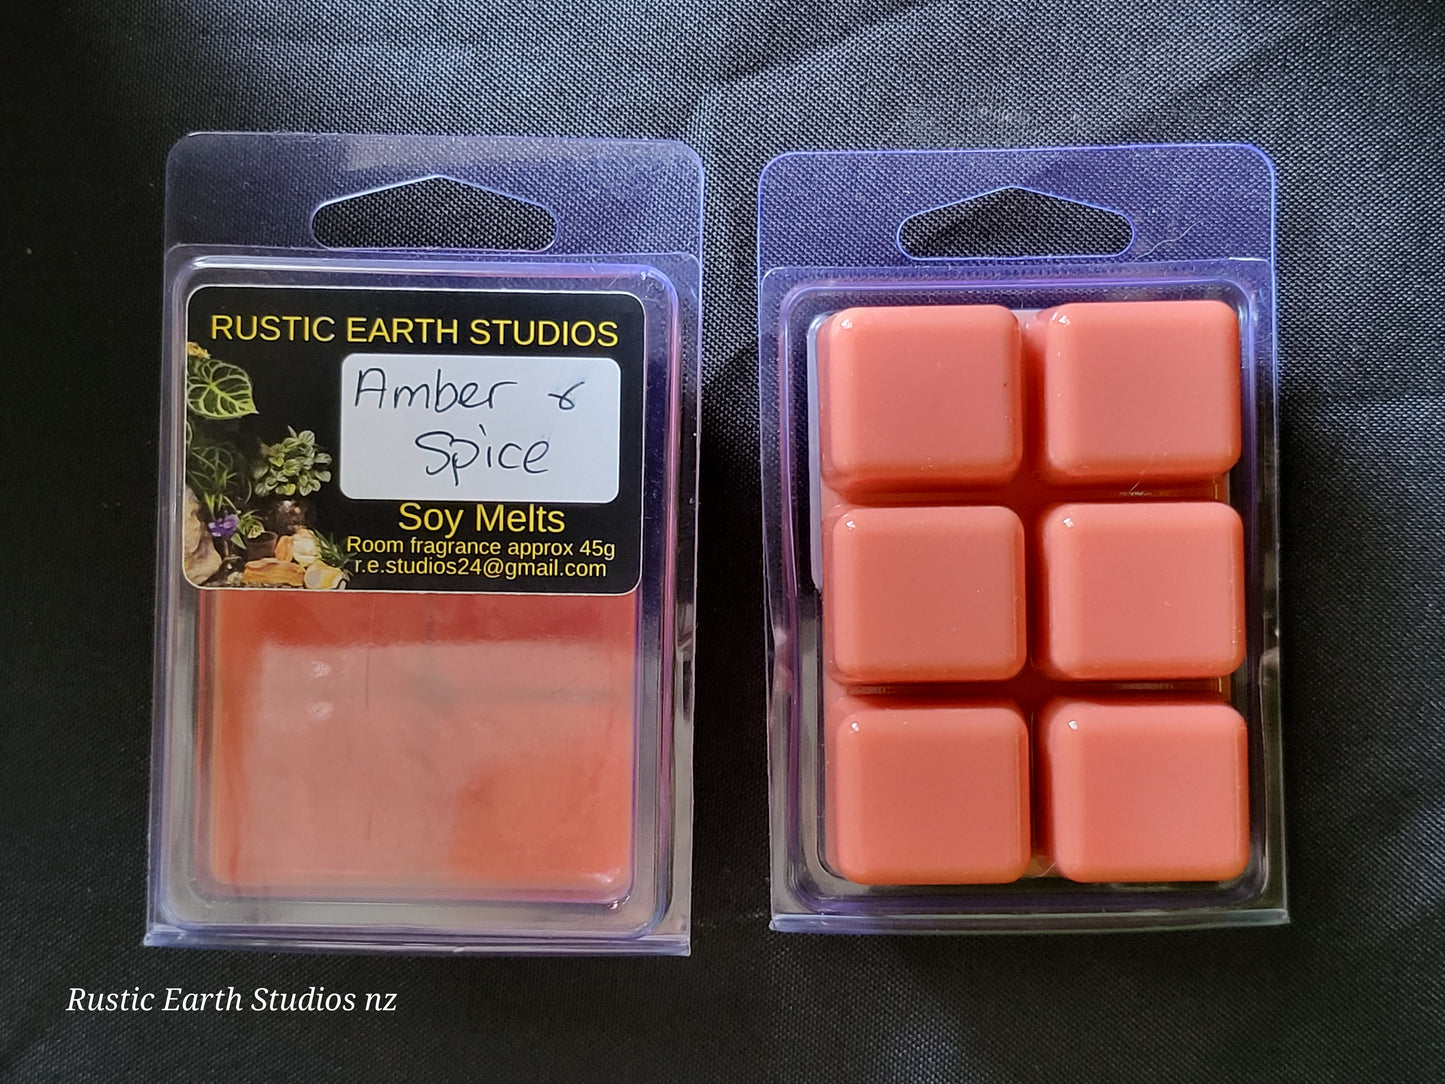 RUSTIC EARTH STUDIOS
Amber &
Spice
Soy Melts
Room fragrance approx 45g
r.e.studios24@gmail.com
Rustic Earth Studios nz